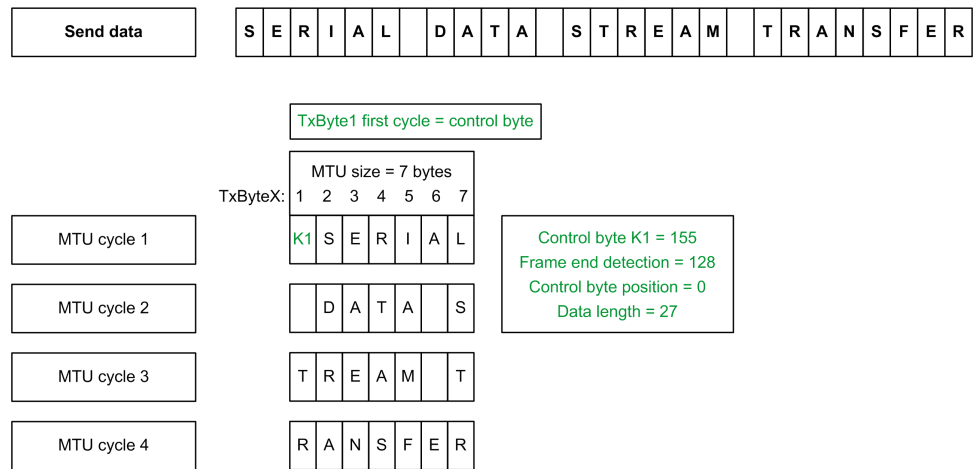 Send data S E R I A L D A T A S T R E A M T R A N S F E R
TxByte1 first cycle = control byte
MTU size = 7 bytes
TxByteX: 1 2 3 4 5 6 7
MTU cycle 1 K1 S E R I A L
Control byte K1 = 155
Frame end detection = 128
Control byte position = 0
Data length = 27
MTU cycle 2 D A T A S
MTU cycle 3 T R E A M T
MTU cycle 4 R A N S F E R